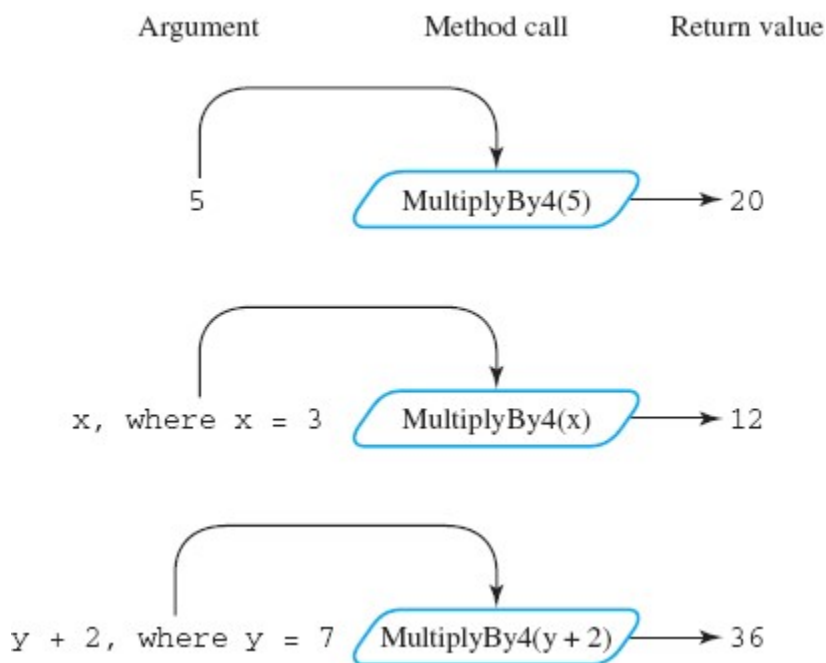 Argument Method call Return value
5 MultiplyBy4(5) 20
x, where x = 3 MultiplyBy4(x) 12
y + 2, where y = 7 MultiplyBy4(y + 2) 36